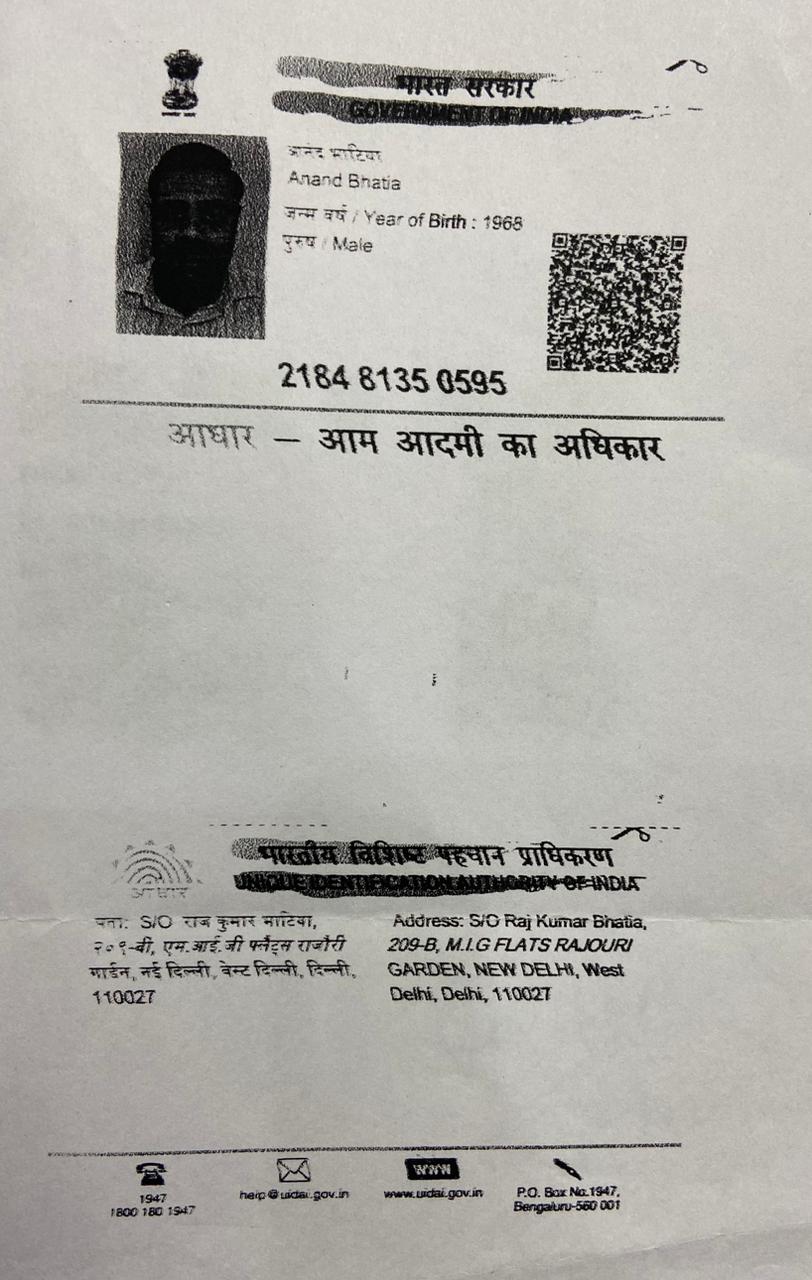 भारत सरकार
GOVERNMENT OF INDIA
आनंद भाटिया
Anand Bhatia
जन्म वर्ष / Year of Birth : 1968
पुरुष / Male
2184 8135 0595
आधार – आम आदमी का अधिकार
भारतीय विशिष्ट पहचान प्राधिकरण
UNIQUE IDENTIFICATION AUTHORITY OF INDIA
आधार
पता: S/O राज कुमार भाटिया,
२०९-बी, एम.आई.जी फ्लैट्स राजौरी
गार्डन, नई दिल्ली, वेस्ट दिल्ली, दिल्ली,
110027
Address: S/O Raj Kumar Bhatia,
209-B, M.I.G FLATS RAJOURI
GARDEN, NEW DELHI, West
Delhi, Delhi, 110027
1947
1800 180 1947
help@uidai.gov.in
WWW
www.uidai.gov.in
P.O. Box No.1947,
Bengaluru-560 001